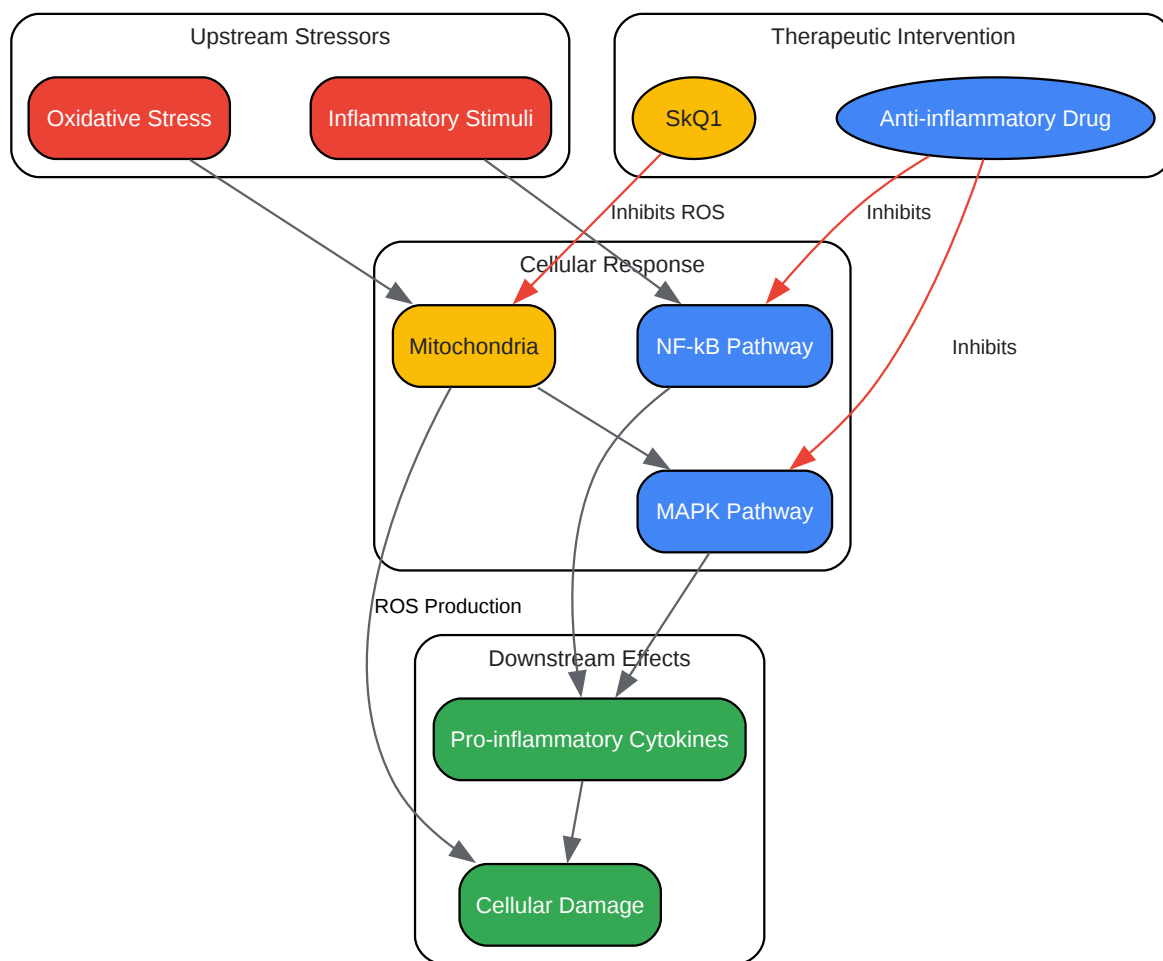 Upstream Stressors
Therapeutic Intervention
Oxidative Stress
Inflammatory Stimuli
SkQ1
Anti-inflammatory Drug
Inhibits ROS
Inhibits
Cellular Response
Mitochondria
NF-kB Pathway
Inhibits
MAPK Pathway
ROS Production
Downstream Effects
Pro-inflammatory Cytokines
Cellular Damage